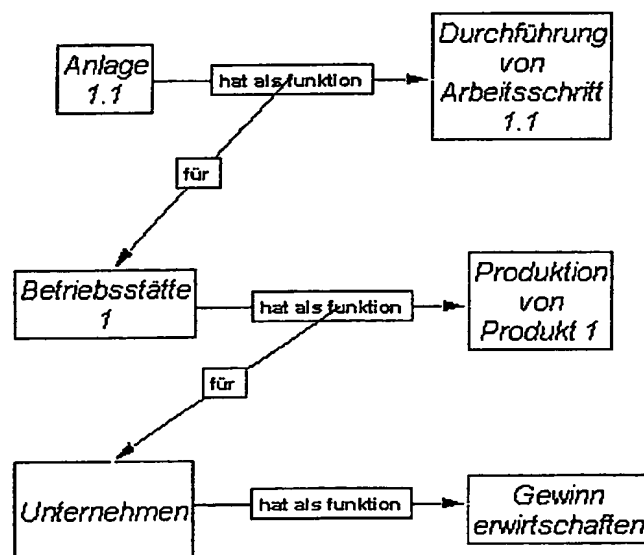 Anlage
1.1
hat als funktion
Durchführung
von
Arbeitsschritt
1.1
für
Betriebsstätte
1
hat als funktion
Produktion
von
Produkt 1
für
Unternehmen
hat als funktion
Gewinn
erwirtschaften